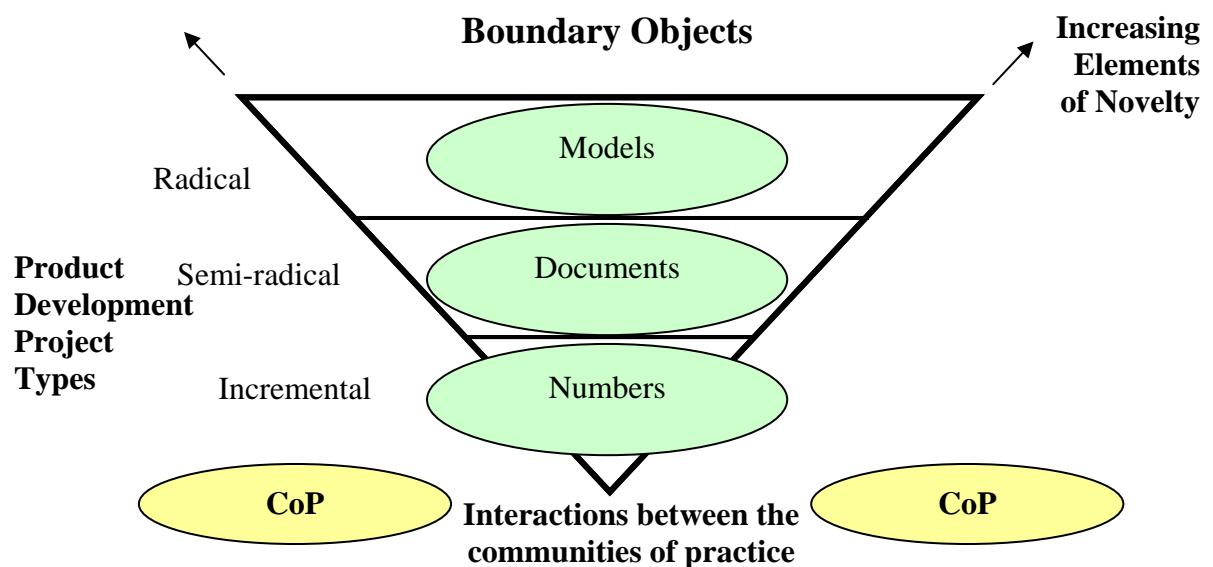 Boundary Objects
Increasing
Elements
of Novelty
Models
Radical
Documents
Semi-radical
Product
Development
Project
Types
Numbers
Incremental
CoP
CoP
Interactions between the
communities of practice